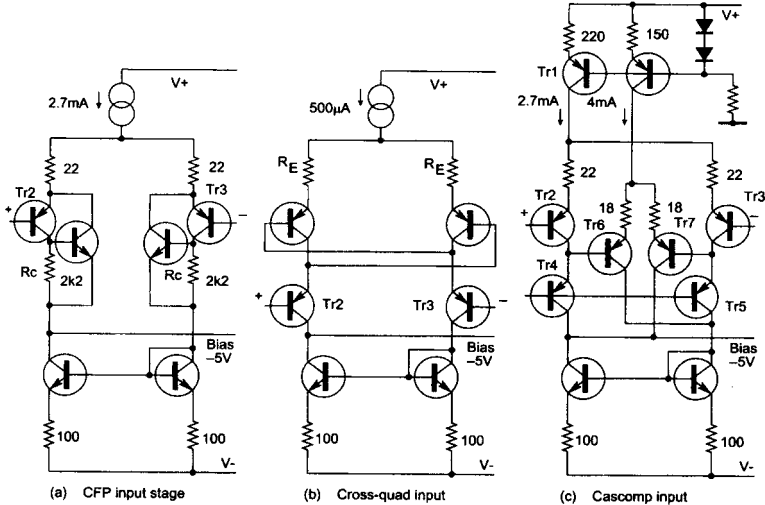 V+
2.7mA
22
22
Tr2
Tr3
+
−
Rc
2k2
Rc
2k2
Bias
−5V
100
100
V-
(a) CFP input stage
V+
500µA
RE
RE
+
Tr2
Tr3
−
Bias
−5V
100
100
V-
(b) Cross-quad input
V+
220
150
Tr1
2.7mA
4mA
22
22
Tr2
Tr3
+
−
18
18
Tr6
Tr7
Tr4
Tr5
Bias
−5V
100
100
V-
(c) Cascomp input